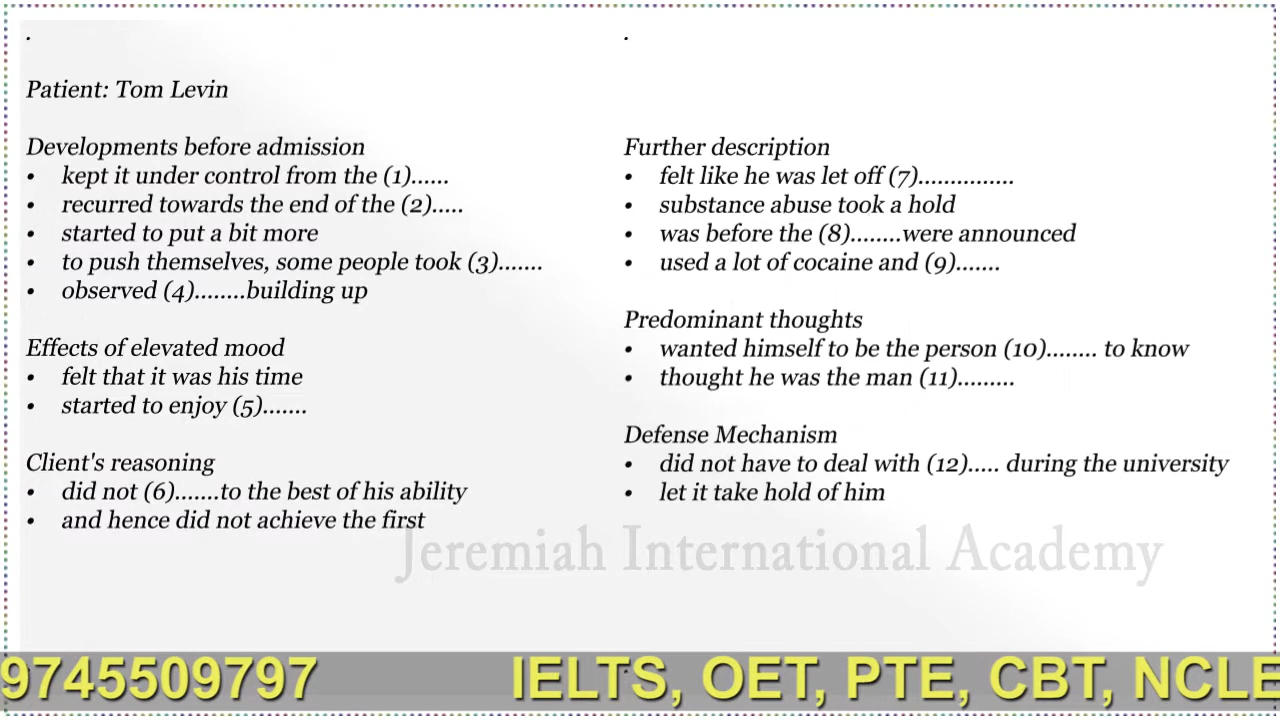 .
Patient: Tom Levin
Developments before admission
• kept it under control from the (1)......
• recurred towards the end of the (2).....
• started to put a bit more
• to push themselves, some people took (3).......
• observed (4)........building up
Effects of elevated mood
• felt that it was his time
• started to enjoy (5).......
Client's reasoning
• did not (6).......to the best of his ability
• and hence did not achieve the first
.
Further description
• felt like he was let off (7)...............
• substance abuse took a hold
• was before the (8)........were announced
• used a lot of cocaine and (9).......
Predominant thoughts
• wanted himself to be the person (10)........ to know
• thought he was the man (11).........
Defense Mechanism
• did not have to deal with (12)..... during the university
• let it take hold of him
Jeremiah International Academy
9745509797 IELTS, OET, PTE, CBT, NCLE